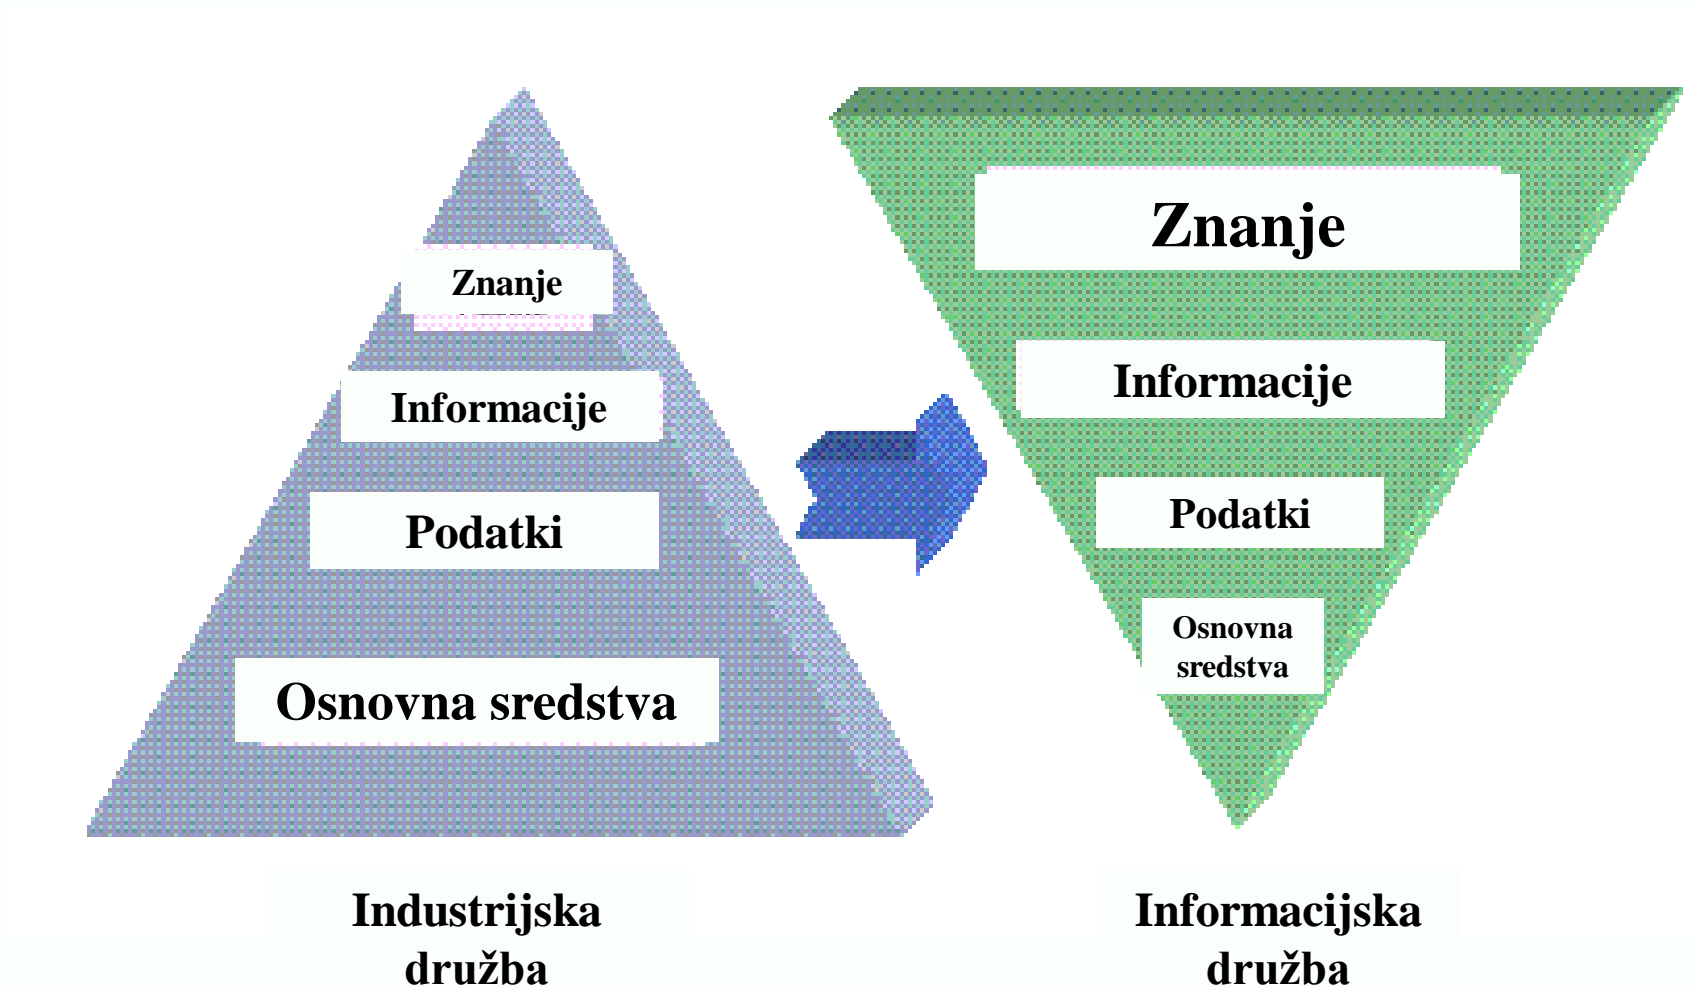 Znanje
Informacije
Podatki
Osnovna sredstva
Industrijska
družba
Znanje
Informacije
Podatki
Osnovna
sredstva
Informacijska
družba